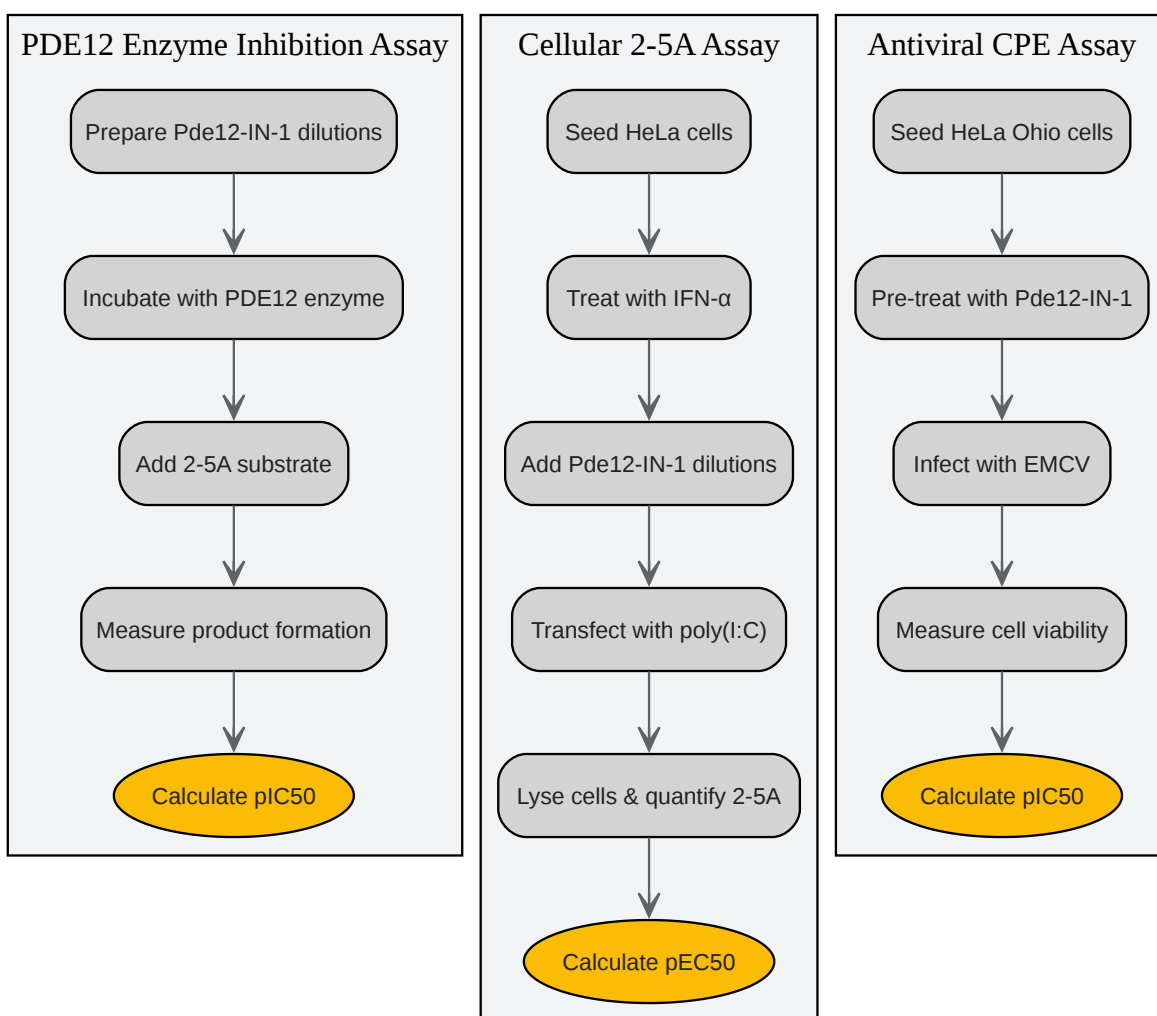 PDE12 Enzyme Inhibition Assay
Prepare Pde12-IN-1 dilutions
Incubate with PDE12 enzyme
Add 2-5A substrate
Measure product formation
Calculate pIC50
Cellular 2-5A Assay
Seed HeLa cells
Treat with IFN-α
Add Pde12-IN-1 dilutions
Transfect with poly(I:C)
Lyse cells & quantify 2-5A
Calculate pEC50
Antiviral CPE Assay
Seed HeLa Ohio cells
Pre-treat with Pde12-IN-1
Infect with EMCV
Measure cell viability
Calculate pIC50